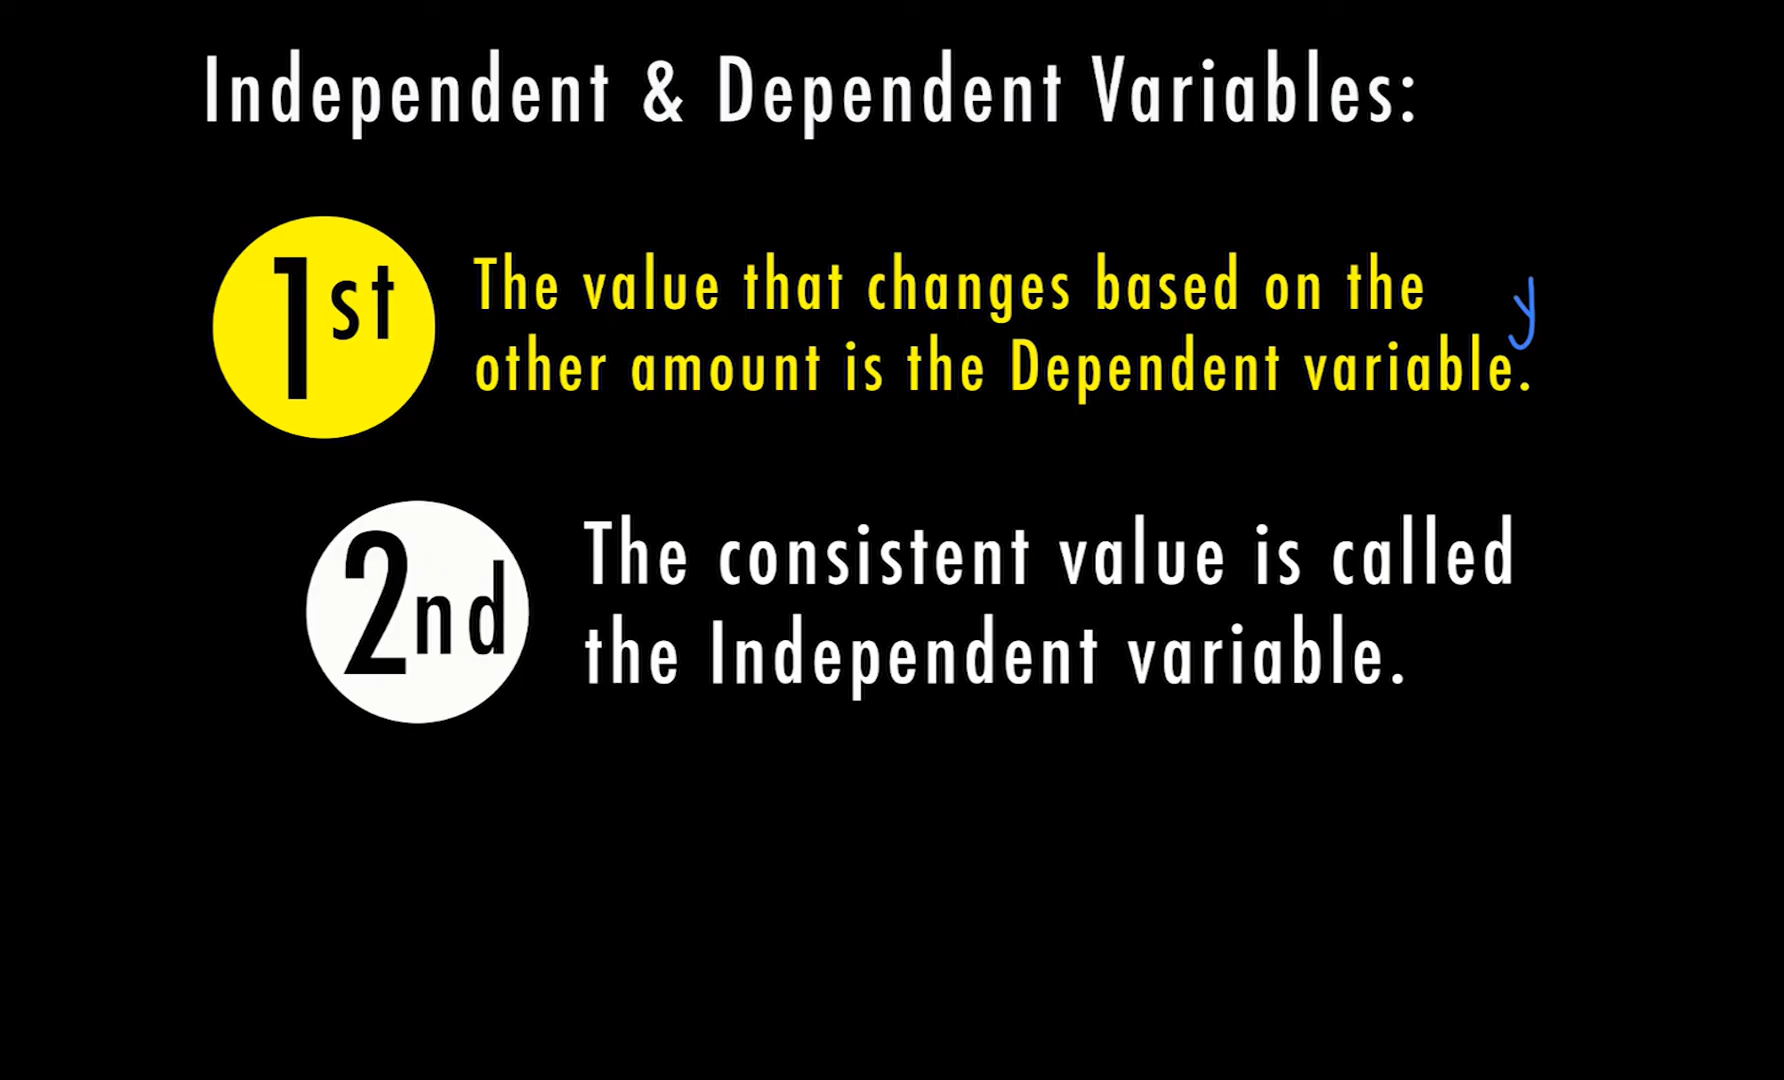 Independent & Dependent Variables:
1st
The value that changes based on the
y
other amount is the Dependent variable.
2nd
The consistent value is called
the Independent variable.